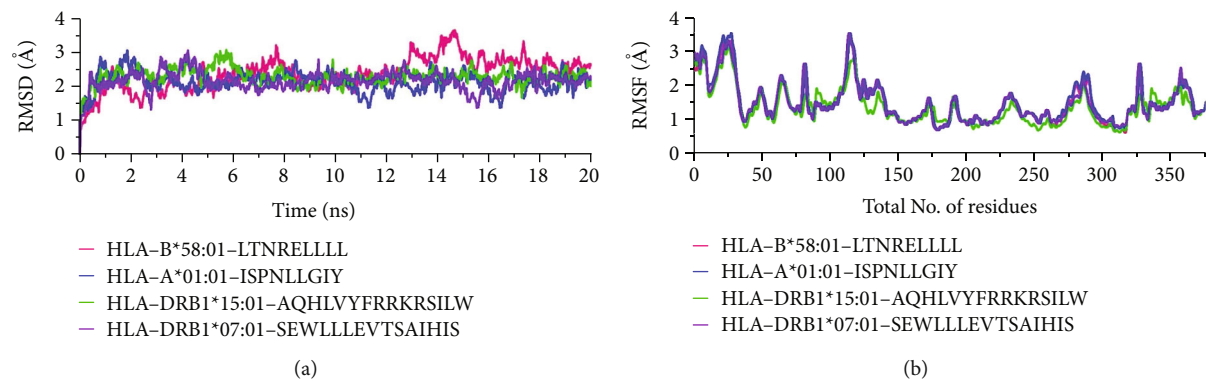 RMSD (Å)
4
3
2
1
0
0 2 4 6 8 10 12 14 16 18 20
Time (ns)
HLA–B*58:01–LTNRELLLL
HLA–A*01:01–ISPNLLGIY
HLA–DRB1*15:01–AQHLVYFRRKRSILW
HLA–DRB1*07:01–SEWLLLEVTSAIHIS
(a)
RMSF (Å)
4
3
2
1
0
0 50 100 150 200 250 300 350
Total No. of residues
HLA–B*58:01–LTNRELLLL
HLA–A*01:01–ISPNLLGIY
HLA–DRB1*15:01–AQHLVYFRRKRSILW
HLA–DRB1*07:01–SEWLLLEVTSAIHIS
(b)